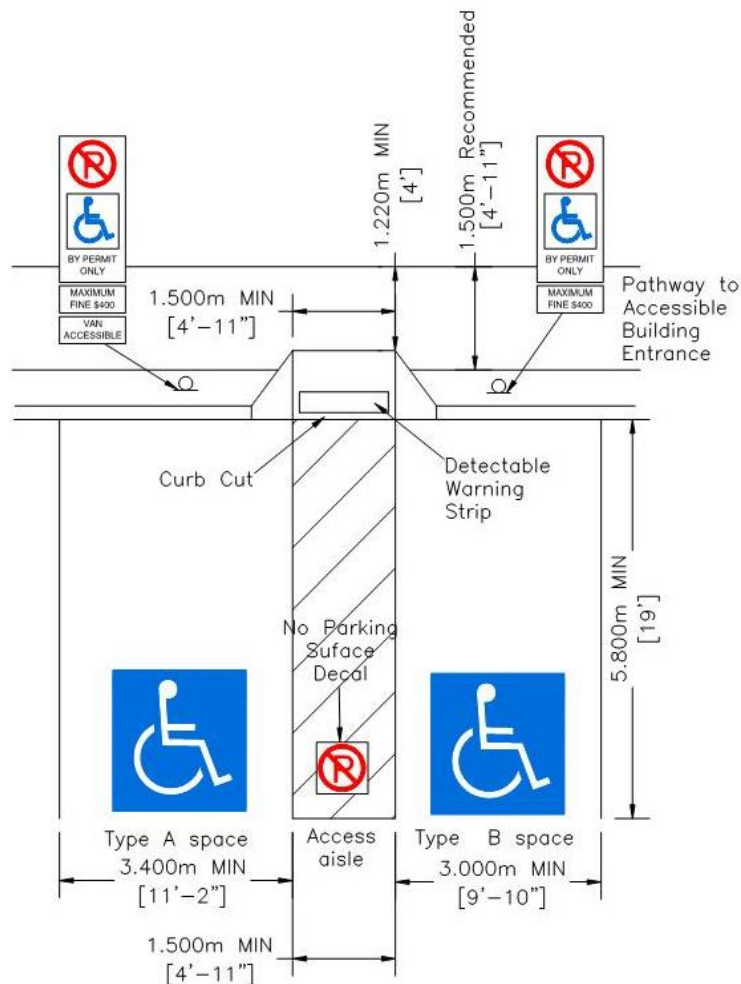 1.220m MIN
[4']
1.500m Recommended
[4'-11"]
P
BY PERMIT
ONLY
MAXIMUM
FINE $400
VAN
ACCESSIBLE
P
BY PERMIT
ONLY
MAXIMUM
FINE $400
1.500m MIN
[4'-11"]
Pathway to
Accessible
Building
Entrance
Curb Cut
Detectable
Warning
Strip
5.800m MIN
[19']
No Parking
Suface
Decal
P
Type A space
3.400m MIN
[11'-2"]
Access
aisle
Type B space
3.000m MIN
[9'-10"]
1.500m MIN
[4'-11"]